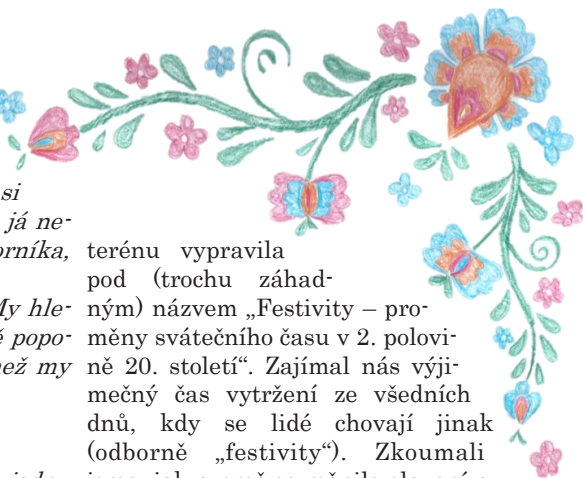 si
já ne-
orníka,
My hle-
ě popo-
než my
terénu vypravila
pod (trochu záhad-
ným) názvem „Festivity – pro-
měny svátečního času v 2. polovi-
ně 20. století“. Zajímal nás výji-
mečný čas vytržení ze všedních
dnů, kdy se lidé chovají jinak
(odborně „festivity“). Zkoumali